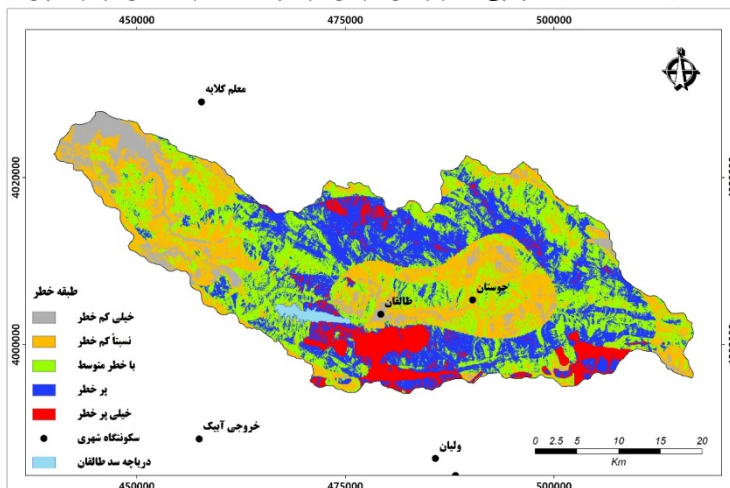 450000 475000 500000
معلم کلایه
4020000
جوستان
طالقان
4000000
طبقه خطر
خیلی کم خطر
نسبتاً کم خطر
با خطر متوسط
پر خطر
خیلی پر خطر
سکونتگاه شهری
دریاچه سد طالقان
خروجی آبیک
ولیان
0 2.5 5 10 15 20
Km
450000 475000 500000